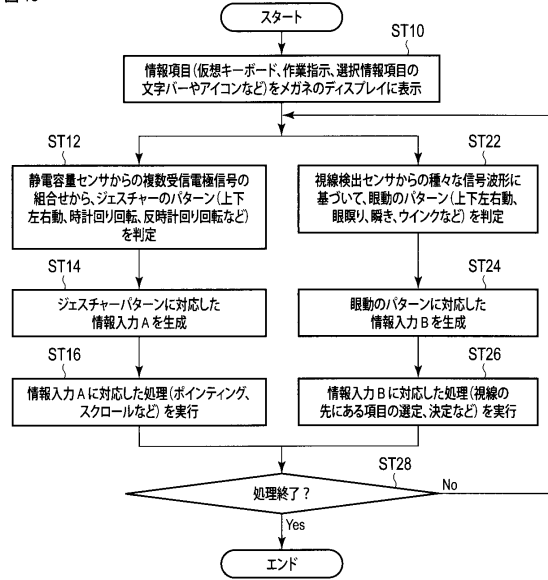 スタート
ST10
情報項目(仮想キーボード、作業指示、選択情報項目の
文字バーやアイコンなど)をメガネのディスプレイに表示
ST12
静電容量センサからの複数受信電極信号の
組合せから、ジェスチャーのパターン(上下
左右動、時計回り回転、反時計回り回転など)
を判定
ST14
ジェスチャーパターンに対応した
情報入力Aを生成
ST16
情報入力Aに対応した処理(ポインティング、
スクロールなど)を実行
ST22
視線検出センサからの種々な信号波形に
基づいて、眼動のパターン(上下左右動、
眼瞑り、瞬き、ウインクなど)を判定
ST24
眼動のパターンに対応した
情報入力Bを生成
ST26
情報入力Bに対応した処理(視線の
先にある項目の選定、決定など)を実行
ST28
処理終了?
No
Yes
エンド